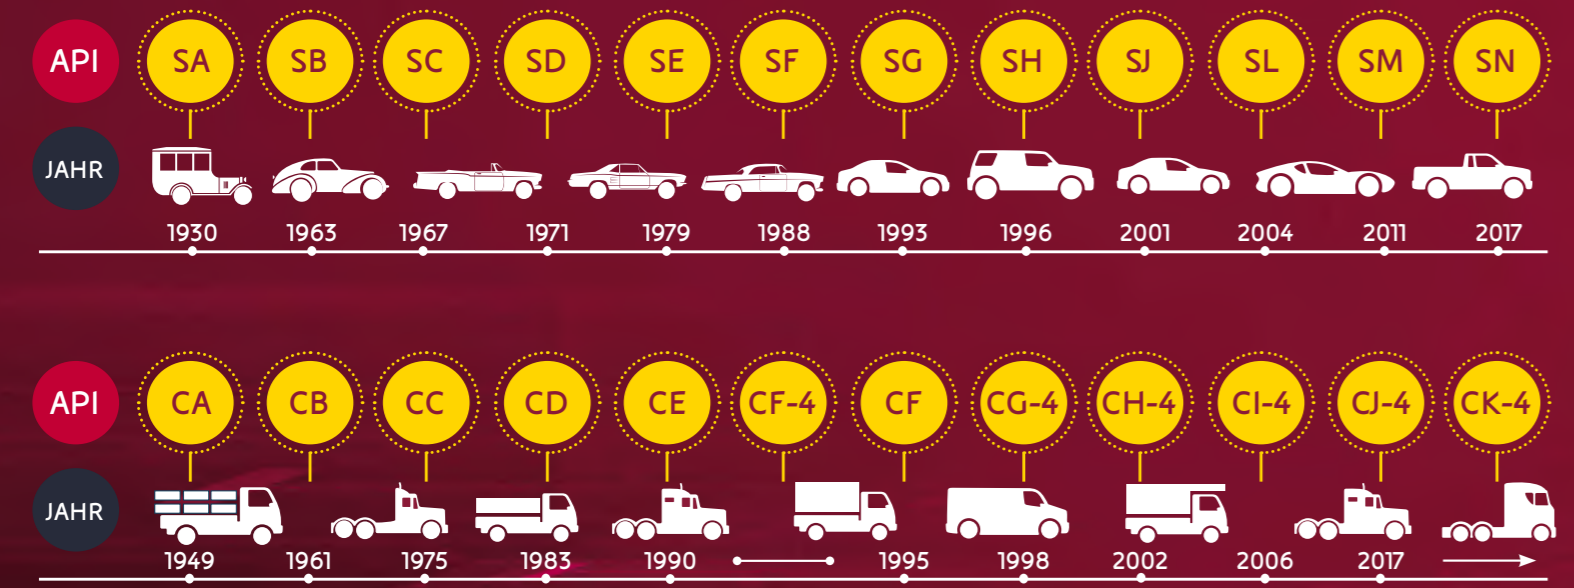 API SA SB SC SD SE SF SG SH SJ SL SM SN
JAHR
1930 1963 1967 1971 1979 1988 1993 1996 2001 2004 2011 2017
API CA CB CC CD CE CF-4 CF CG-4 CH-4 CI-4 CJ-4 CK-4
JAHR
1949 1961 1975 1983 1990 1995 1998 2002 2006 2017